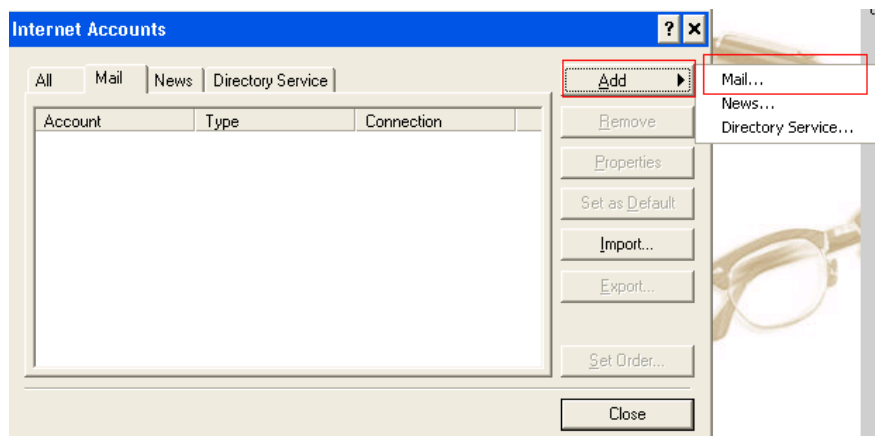 Internet Accounts
All Mail News Directory Service
Account Type Connection
Add
Remove
Properties
Set as Default
Import...
Export...
Set Order...
Close
Mail...
News...
Directory Service...